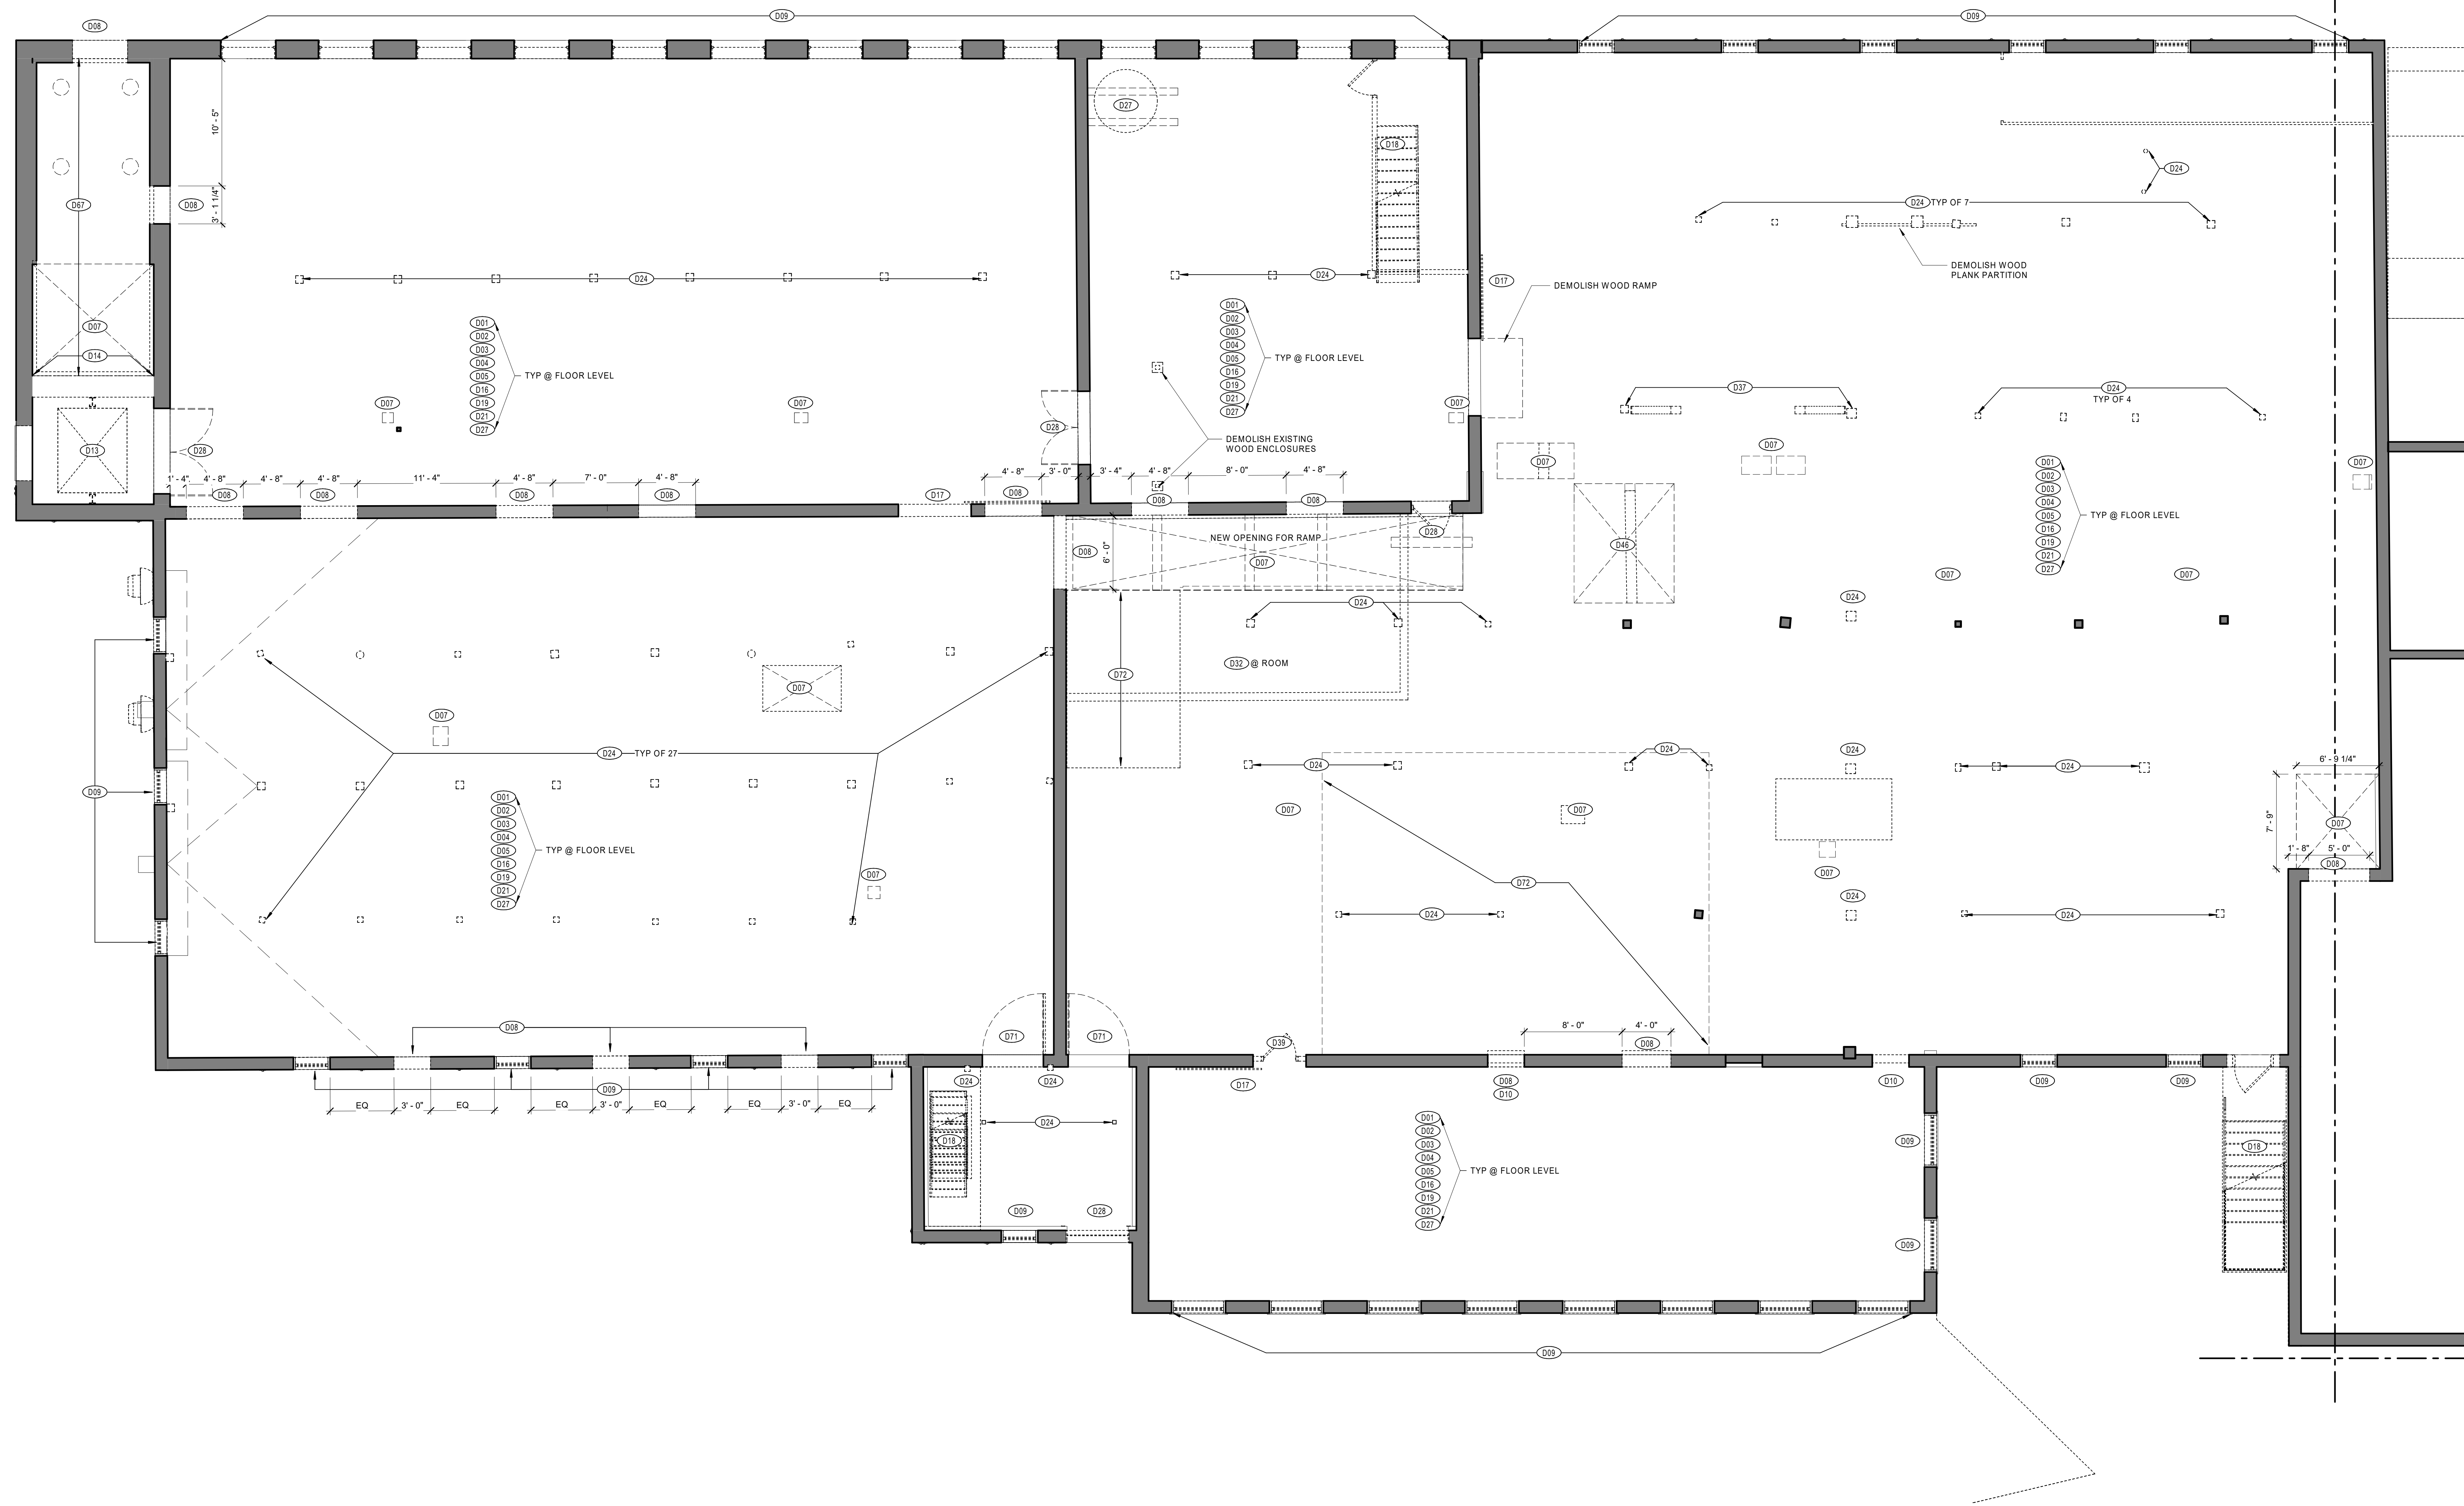 D09
D09
D08
10' - 5"
D27
D18
D24
D67
D08
3' - 1 1/4"
D24 TYP OF 7
DEMOLISH WOOD
PLANK PARTITION
D24
D24
D17
DEMOLISH WOOD RAMP
D07
D14
D01
D02
D03
D04
D05
D16
D19
D21
D27
TYP @ FLOOR LEVEL
D01
D02
D03
D04
D05
D16
D19
D21
D27
TYP @ FLOOR LEVEL
D37
D24
TYP OF 4
D07
D07
D07
D28
DEMOLISH EXISTING
WOOD ENCLOSURES
D13
D28
D07
D07
D07
1' - 4"
4' - 8"
4' - 8"
4' - 8"
11' - 4"
4' - 8"
7' - 0"
4' - 8"
4' - 8"
3' - 0"
3' - 4"
4' - 8"
8' - 0"
4' - 8"
D08
D08
D08
D08
D17
D08
D08
D08
D01
D02
D03
D04
D05
D16
D19
D21
D27
TYP @ FLOOR LEVEL
D28
NEW OPENING FOR RAMP
D08
6' - 0"
D07
D46
D07
D07
D24
D24
D32 @ ROOM
D72
D07
D07
D24 TYP OF 27
D24
D24
D24
D24
6' - 9 1/4"
D09
D01
D02
D03
D04
D05
D16
D19
D21
D27
TYP @ FLOOR LEVEL
D07
D07
D07
7' - 9"
D07
1' - 8"
5' - 0"
D08
D07
D07
D72
D24
D24
D24
D08
D71
D71
D39
8' - 0"
4' - 0"
D08
D09
D24
D24
D17
D08
D10
D10
D09
D09
EQ
3' - 0"
EQ
EQ
3' - 0"
EQ
EQ
3' - 0"
EQ
D24
D18
D01
D02
D03
D04
D05
D16
D19
D21
D27
TYP @ FLOOR LEVEL
D09
D18
D09
D28
D09
D09